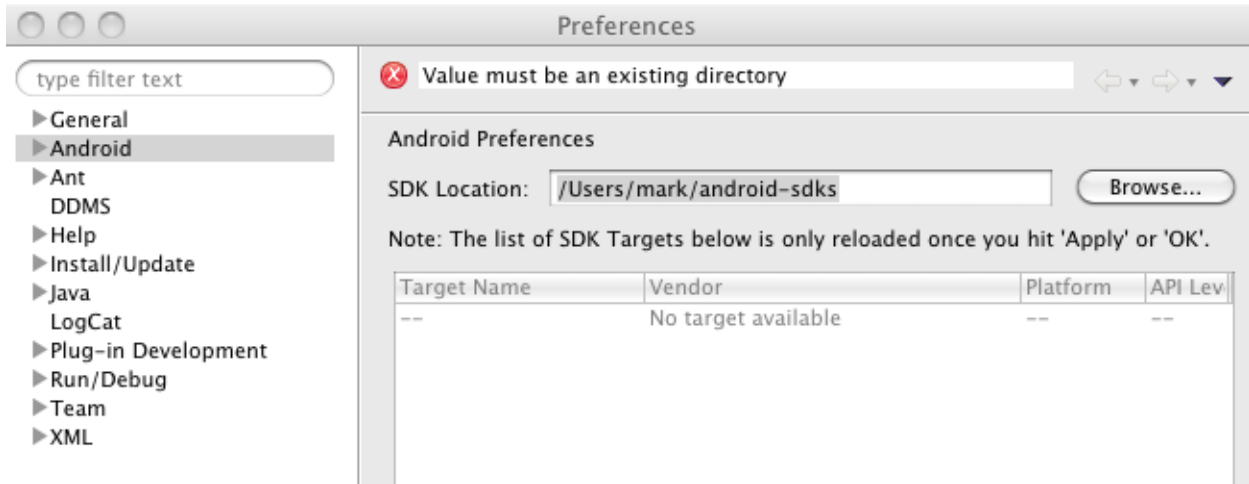 Preferences
type filter text
Value must be an existing directory
General
Android
Ant
DDMS
Help
Install/Update
Java
LogCat
Plug-in Development
Run/Debug
Team
XML
Android Preferences
SDK Location: /Users/mark/android-sdks Browse...
Note: The list of SDK Targets below is only reloaded once you hit 'Apply' or 'OK'.
Target Name Vendor Platform API Lev
-- No target available -- --